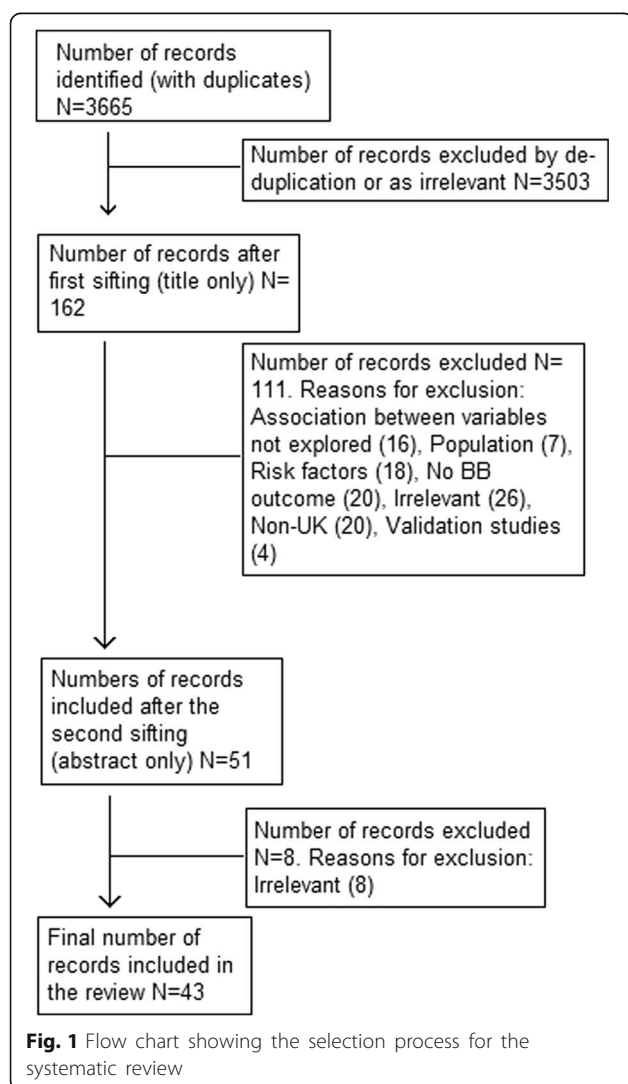 Number of records
identified (with duplicates)
N=3665
Number of records excluded by de-
duplication or as irrelevant N=3503
Number of records after
first sifting (title only) N=
162
Number of records excluded N=
111. Reasons for exclusion:
Association between variables
not explored (16), Population (7),
Risk factors (18), No BB
outcome (20), Irrelevant (26),
Non-UK (20), Validation studies
(4)
Numbers of records
included after the
second sifting
(abstract only) N=51
Number of records excluded
N=8. Reasons for exclusion:
Irrelevant (8)
Final number of
records included in
the review N=43
Fig. 1 Flow chart showing the selection process for the
systematic review